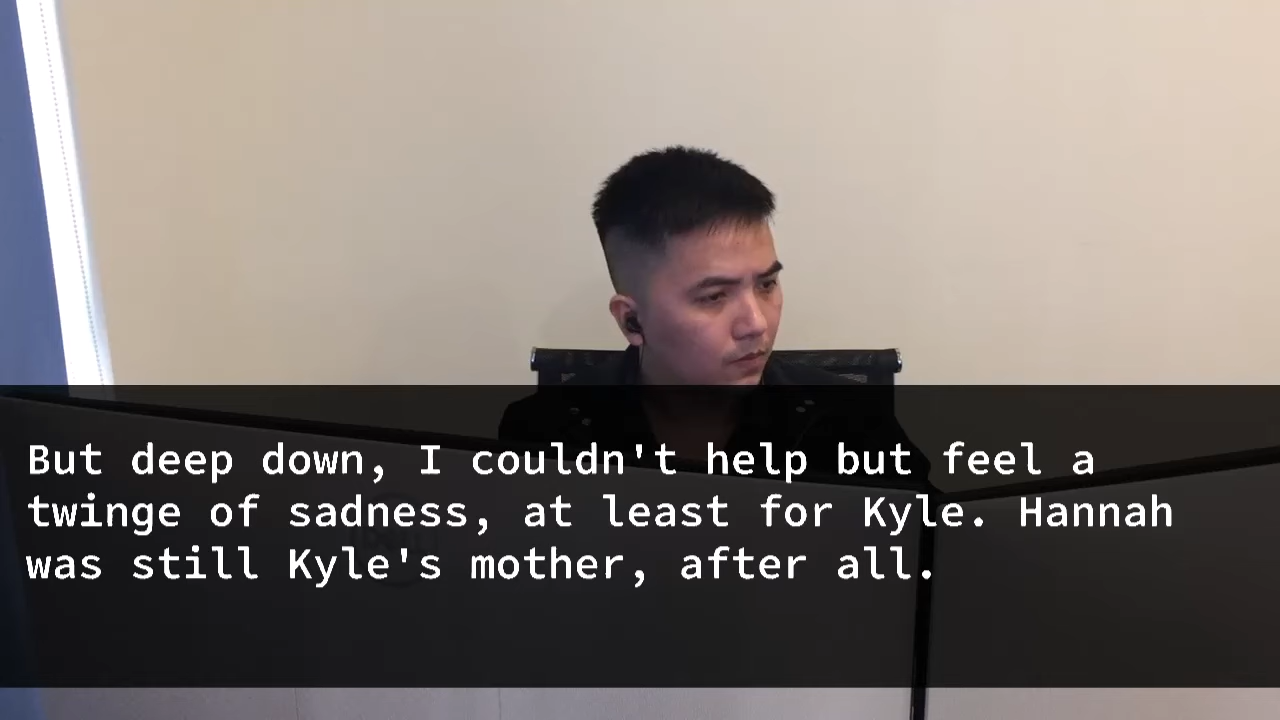 But deep down, I couldn't help but feel a
twinge of sadness, at least for Kyle. Hannah
was still Kyle's mother, after all.